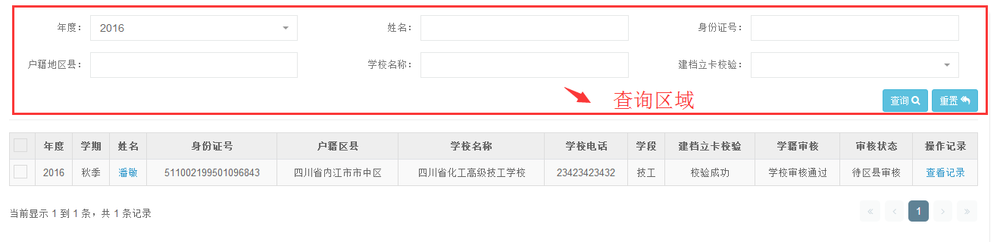 年度： 2016 姓名： 身份证号：
户籍地区县： 学校名称： 建档立卡校验：
查询区域 查询 重置
年度 学期 姓名 身份证号 户籍区县 学校名称 学校电话 学段 建档立卡校验 学籍审核 审核状态 操作记录
2016 秋季 潘敏 511002199501096843 四川省内江市市中区 四川省化工高级技工学校 23423423432 技工 校验成功 学校审核通过 待区县审核 查看记录
当前显示 1 到 1 条，共 1 条记录 « ‹ 1 › »